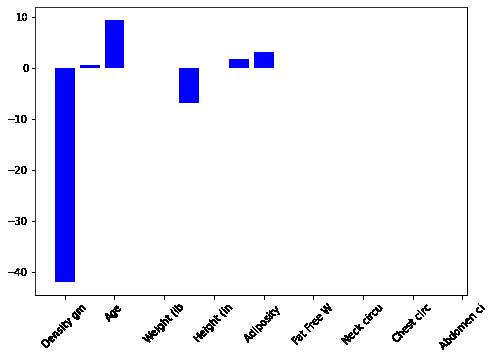 10
0
−10
−20
−30
−40
Density gm
Age
Weight (lb
Height (in
Adiposity
Fat Free W
Neck circu
Chest circ
Abdomen ci